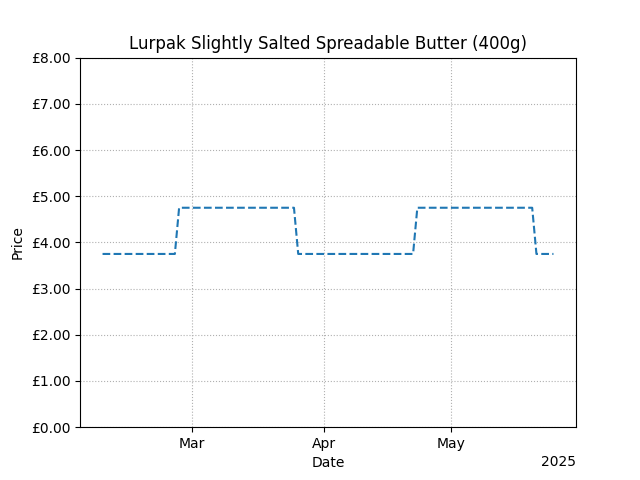 Lurpak Slightly Salted Spreadable Butter (400g)
£8.00
£7.00
£6.00
£5.00
£4.00
£3.00
£2.00
£1.00
£0.00
Price
Mar Apr May
Date
2025